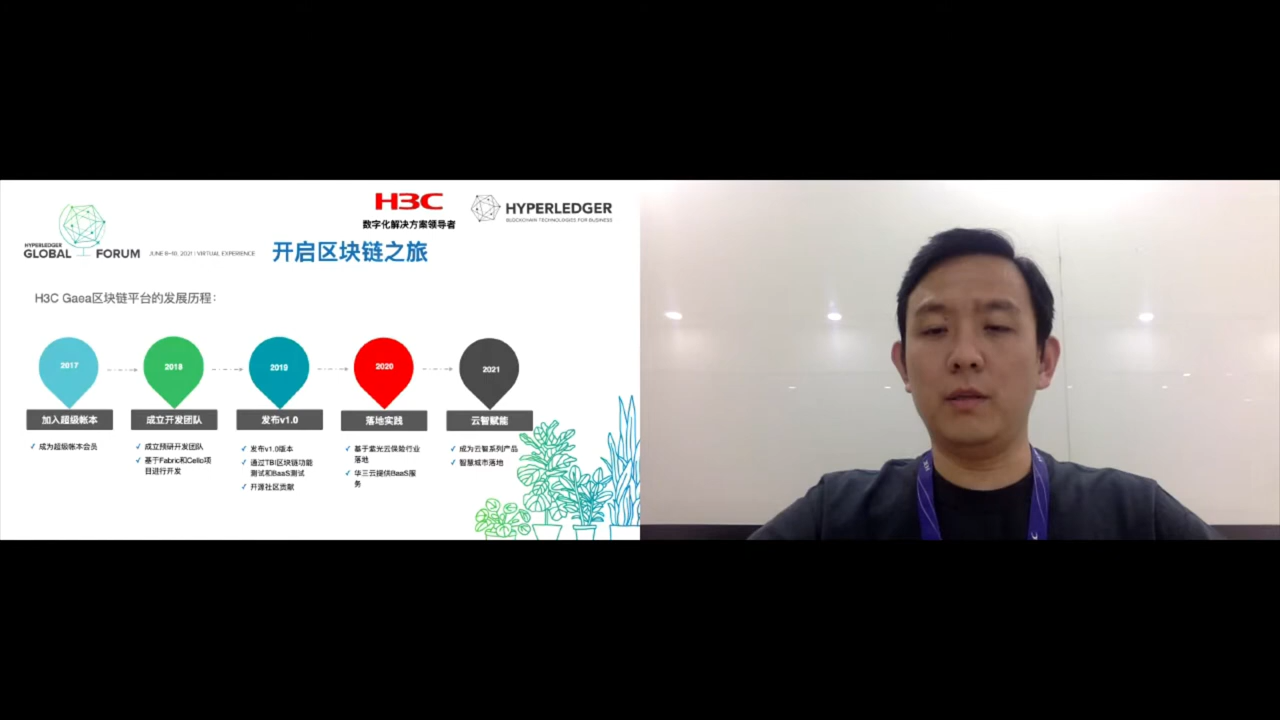 HYPERLEDGER
GLOBAL FORUM
JUNE 8–10, 2021 | VIRTUAL EXPERIENCE
H3C
数字化解决方案领导者
HYPERLEDGER
BLOCKCHAIN TECHNOLOGIES FOR BUSINESS
开启区块链之旅
H3C Gaea区块链平台的发展历程:
2017
2018
2019
2020
2021
加入超级帐本
成立开发团队
发布v1.0
落地实践
云智赋能
✓ 成为超级帐本会员
✓ 成立预研开发团队
✓ 基于Fabric和Cello项
目进行开发
✓ 发布v1.0版本
✓ 通过TBI区块链功能
测试和BaaS测试
✓ 开源社区贡献
✓ 基于紫光云保险行业
落地
✓ 华三云提供BaaS服
务
✓ 成为云智系列产品
✓ 智慧城市落地